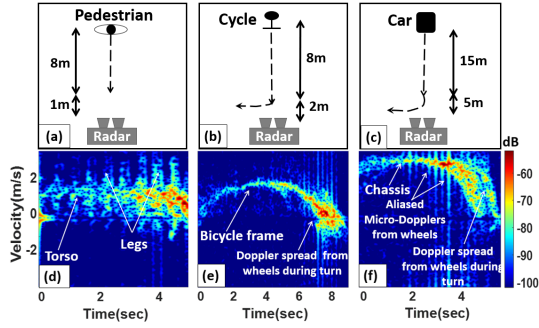 Pedestrian
8m
1m
(a)
Radar
Cycle
8m
2m
(b)
Radar
Car
15m
5m
(c)
Radar
dB
Velocity(m/s)
2
0
-2
Torso
Legs
(d)
0
2
4
Time(sec)
Bicycle frame
Doppler spread from
wheels during turn
(e)
0
2
4
6
8
Time(sec)
Chassis
Aliased
Micro-Dopplers
from wheels
Doppler spread
from wheels during
turn
(f)
0
2
4
Time(sec)
-60
-70
-80
-90
-100